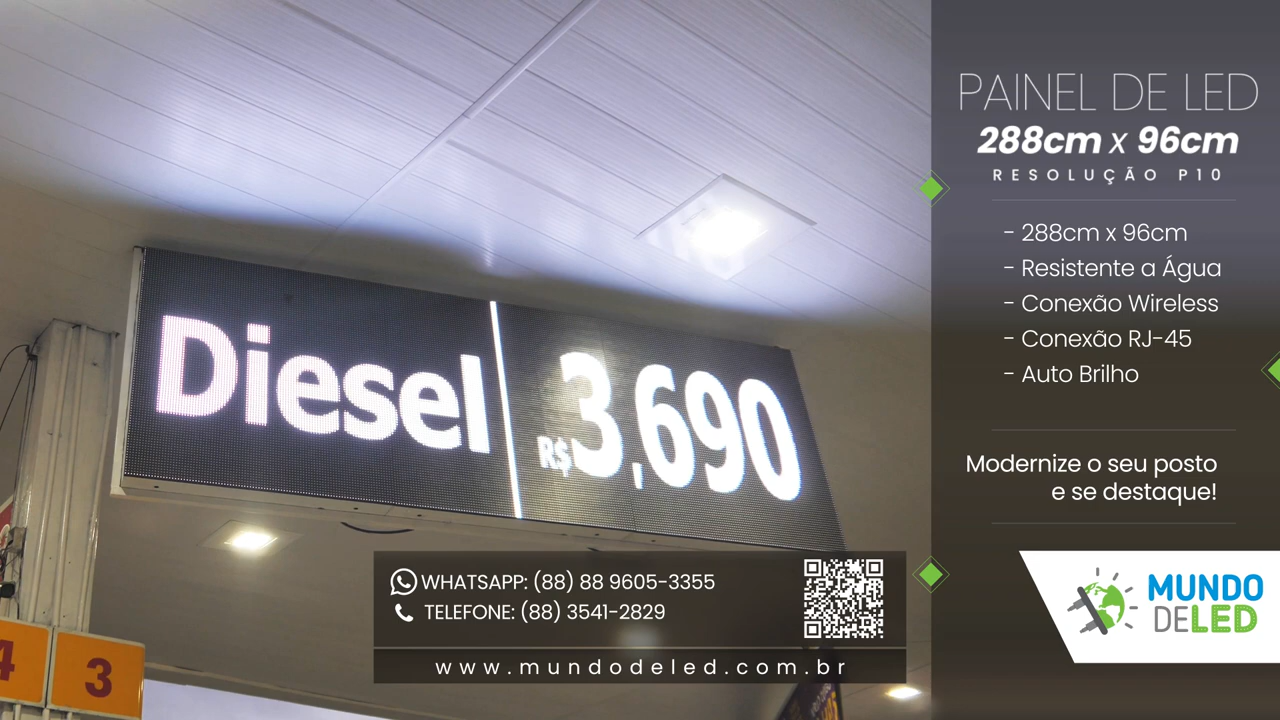 PAINEL DE LED
288cm x 96cm
RESOLUÇÃO P10
- 288cm x 96cm
- Resistente a Água
- Conexão Wireless
- Conexão RJ-45
- Auto Brilho
Modernize o seu posto
e se destaque!
MUNDO
DELED
Diesel
R$3,690
WHATSAPP: (88) 88 9605-3355
TELEFONE: (88) 3541-2829
www.mundodeled.com.br
4
3